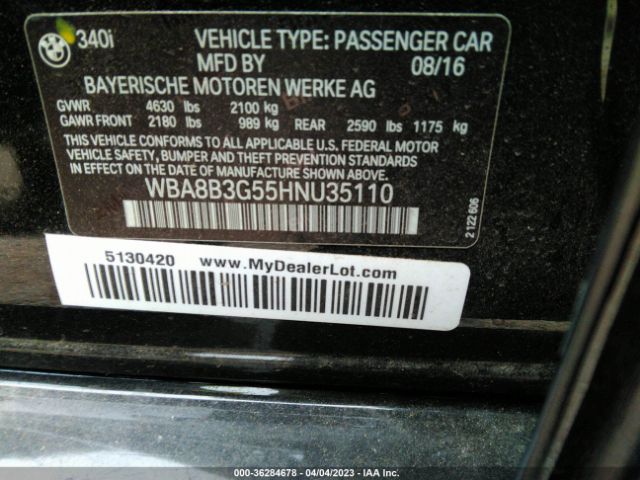 340i VEHICLE TYPE: PASSENGER CAR
MFD BY 08/16
BAYERISCHE MOTOREN WERKE AG
GVWR 4630 lbs 2100 kg
GAWR FRONT 2180 lbs 989 kg REAR 2590 lbs 1175 kg
THIS VEHICLE CONFORMS TO ALL APPLICABLE U.S. FEDERAL MOTOR
VEHICLE SAFETY, BUMPER AND THEFT PREVENTION STANDARDS
IN EFFECT ON THE DATE OF MANUFACTURE SHOWN ABOVE.
WBA8B3G55HNU35110
2 122 606
5130420 www.MyDealerLot.com
000-36284678 - 04/04/2023 - IAA Inc.